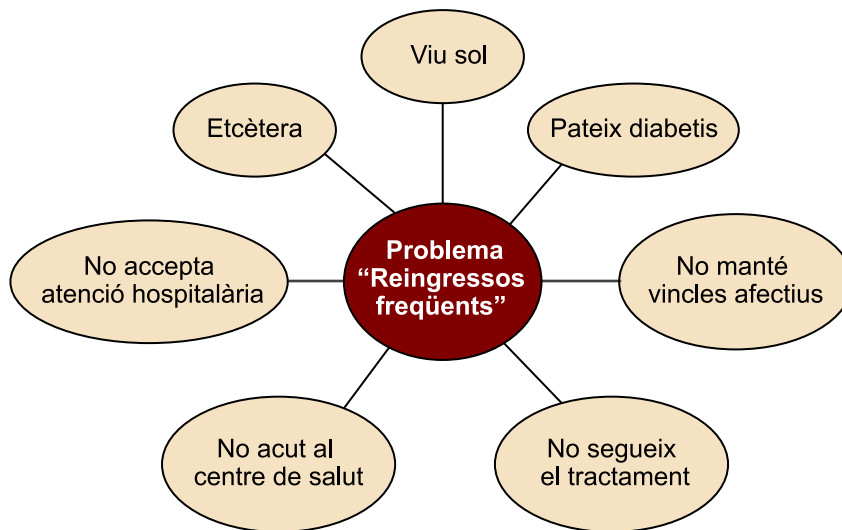 Viu sol
Etcètera
Pateix diabetis
Problema
“Reingressos
freqüents”
No accepta
atenció hospitalària
No manté
vincles afectius
No acut al
centre de salut
No segueix
el tractament